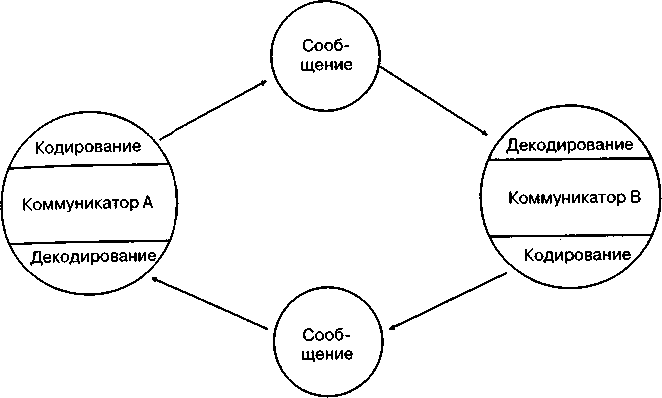 Сооб-
щение
Кодирование
Коммуникатор А
Декодирование
Декодирование
Коммуникатор В
Кодирование
Сооб-
щение